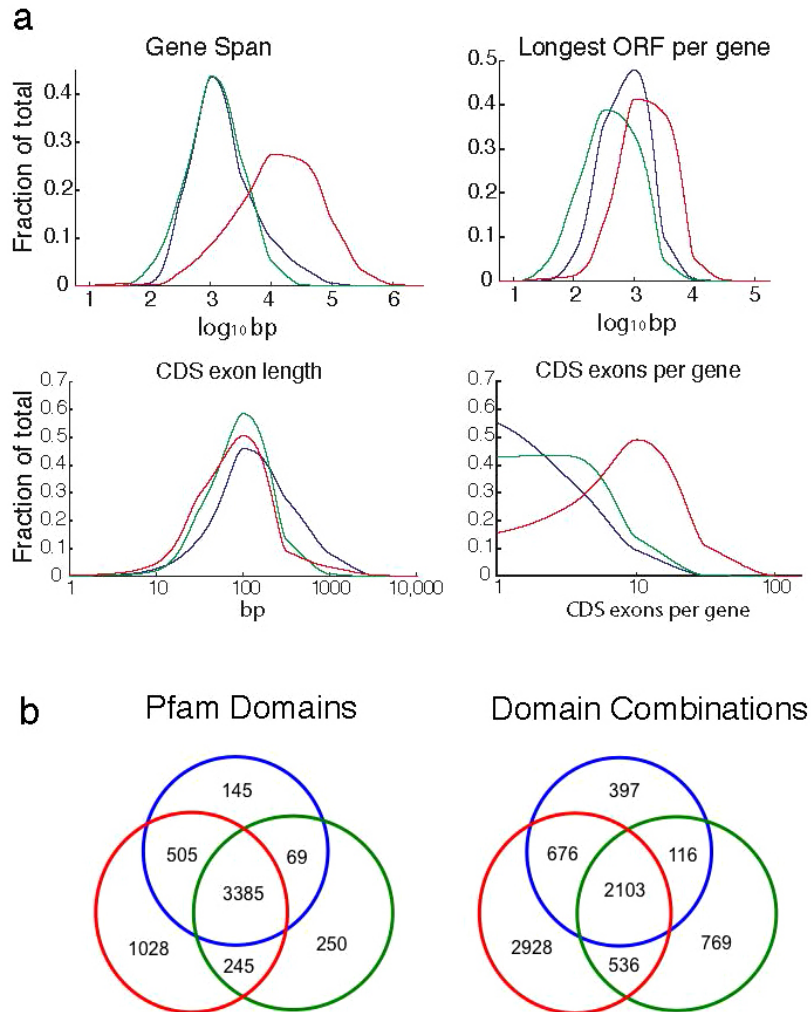 a
Gene Span
Fraction of total
0.4
0.3
0.2
0.1
0
1 2 3 4 5 6
log10 bp
Longest ORF per gene
0.5
0.4
0.3
0.2
0.1
0
1 2 3 4 5
log10 bp
CDS exon length
Fraction of total
0.7
0.6
0.5
0.4
0.3
0.2
0.1
0
1 10 100 1000 10,000
bp
CDS exons per gene
0.7
0.6
0.5
0.4
0.3
0.2
0.1
0
1 10 100
CDS exons per gene
b
Pfam Domains
145
505 69
3385
1028 250
245
Domain Combinations
397
676 116
2103
2928 769
536